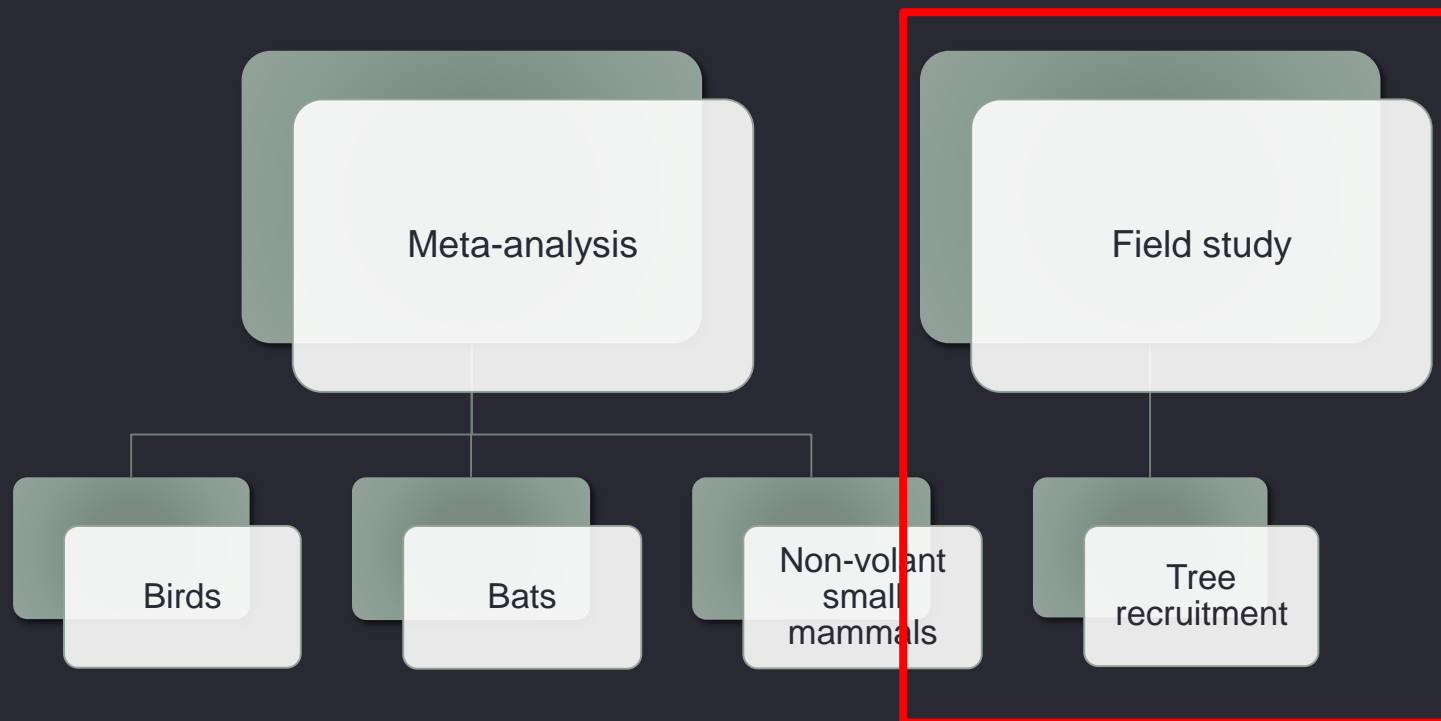 Meta-analysis
Field study
Birds
Bats
Non-volant
small
mammals
Tree
recruitment